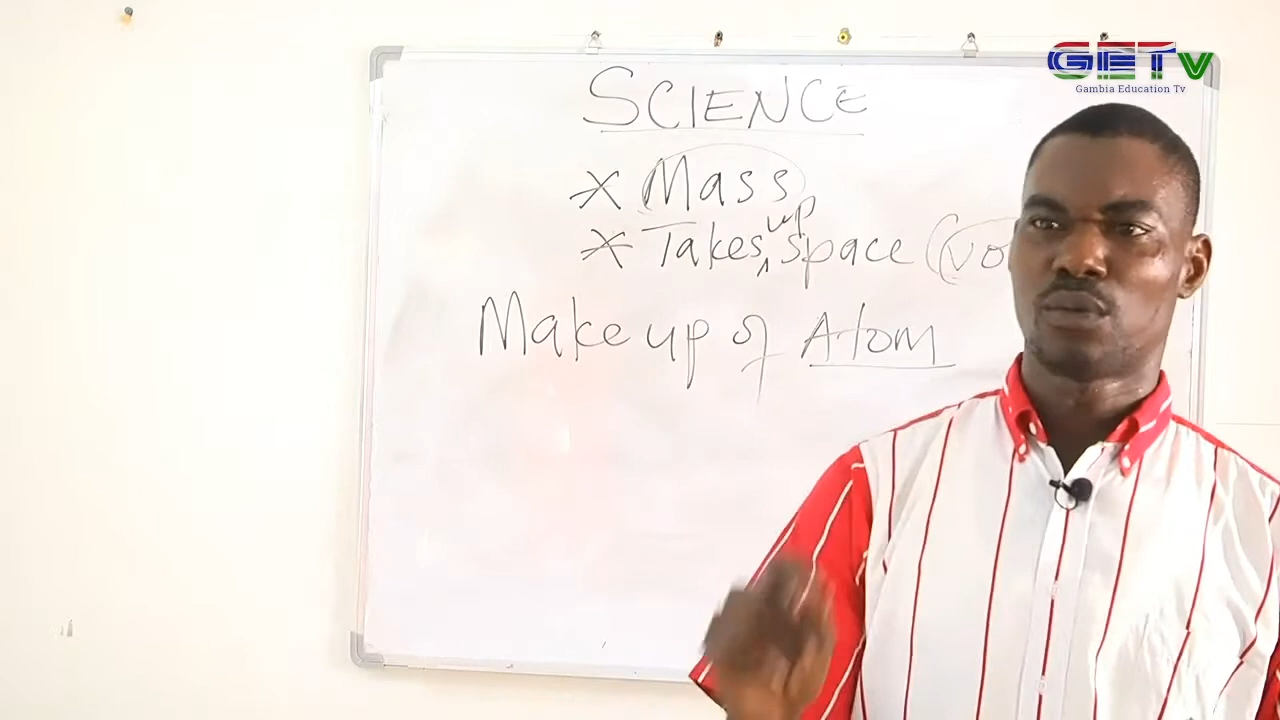 GETV
Gambia Education Tv
SCIENCE
* Mass
* Takes up space (vo
Make up of Atom